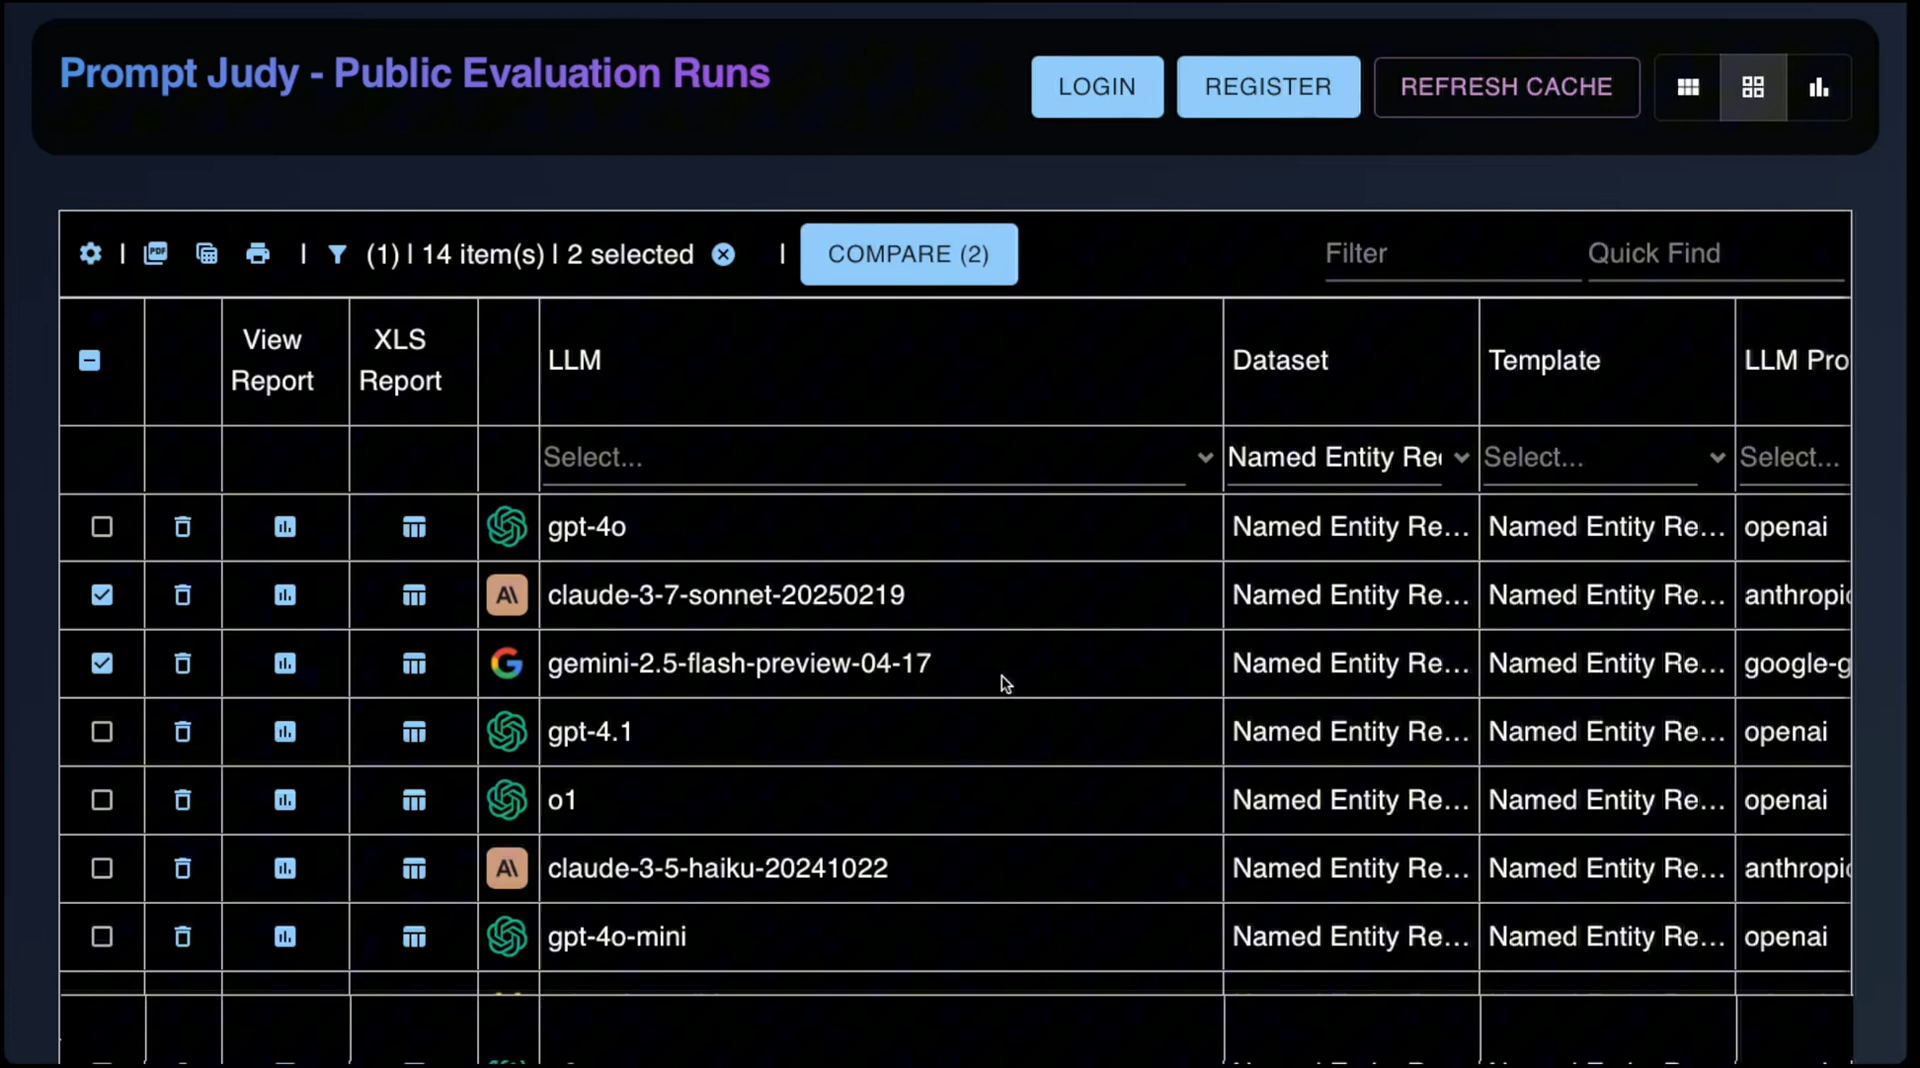 Prompt Judy - Public Evaluation Runs
LOGIN
REGISTER
REFRESH CACHE
PDF
(1) | 14 item(s) | 2 selected
COMPARE (2)
Filter
Quick Find
View Report
XLS Report
LLM
Dataset
Template
LLM Pro
Select...
Named Entity Rec
Select...
Select...
gpt-4o Named Entity Re... Named Entity Re... openai
claude-3-7-sonnet-20250219 Named Entity Re... Named Entity Re... anthropic
gemini-2.5-flash-preview-04-17 Named Entity Re... Named Entity Re... google-g
gpt-4.1 Named Entity Re... Named Entity Re... openai
o1 Named Entity Re... Named Entity Re... openai
claude-3-5-haiku-20241022 Named Entity Re... Named Entity Re... anthropic
gpt-4o-mini Named Entity Re... Named Entity Re... openai